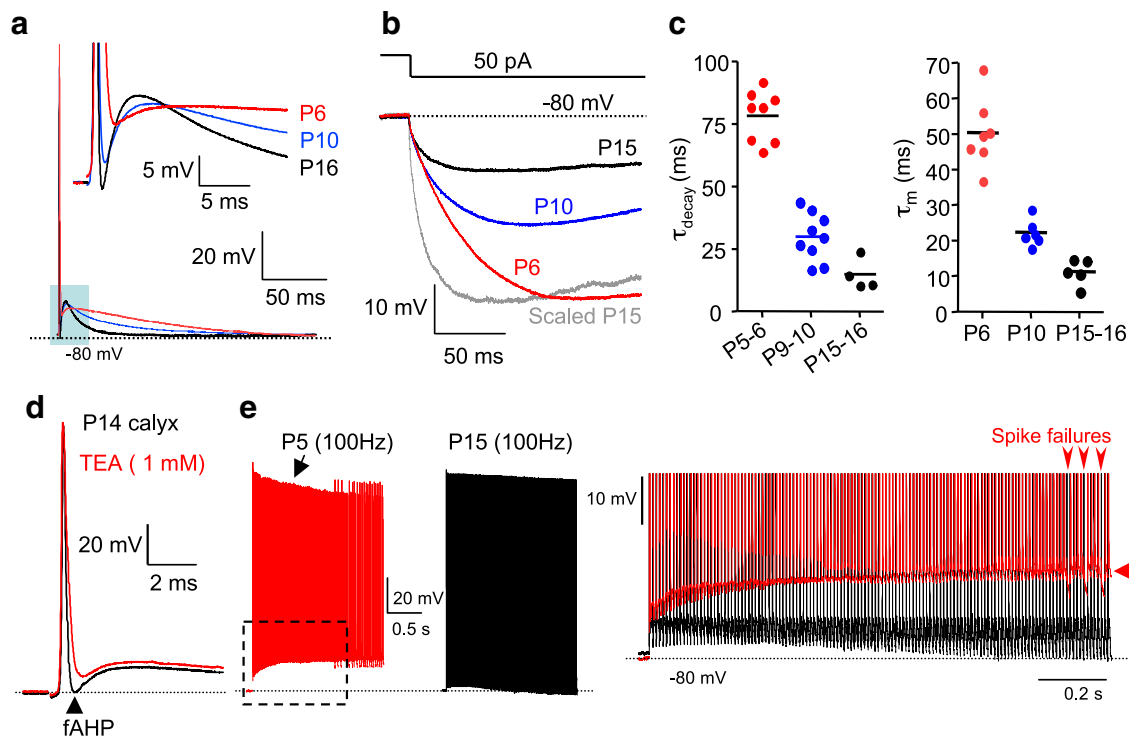 a
P6
P10
P16
5 mV
5 ms
20 mV
50 ms
-80 mV
b
50 pA
-80 mV
P15
P10
P6
Scaled P15
10 mV
50 ms
c
τdecay (ms)
100
75
50
25
0
P5-6
P9-10
P15-16
τm (ms)
70
60
50
40
30
20
10
0
P6
P10
P15-16
d
P14 calyx
TEA ( 1 mM)
20 mV
2 ms
fAHP
e
P5 (100Hz)
P15 (100Hz)
20 mV
0.5 s
Spike failures
10 mV
-80 mV
0.2 s